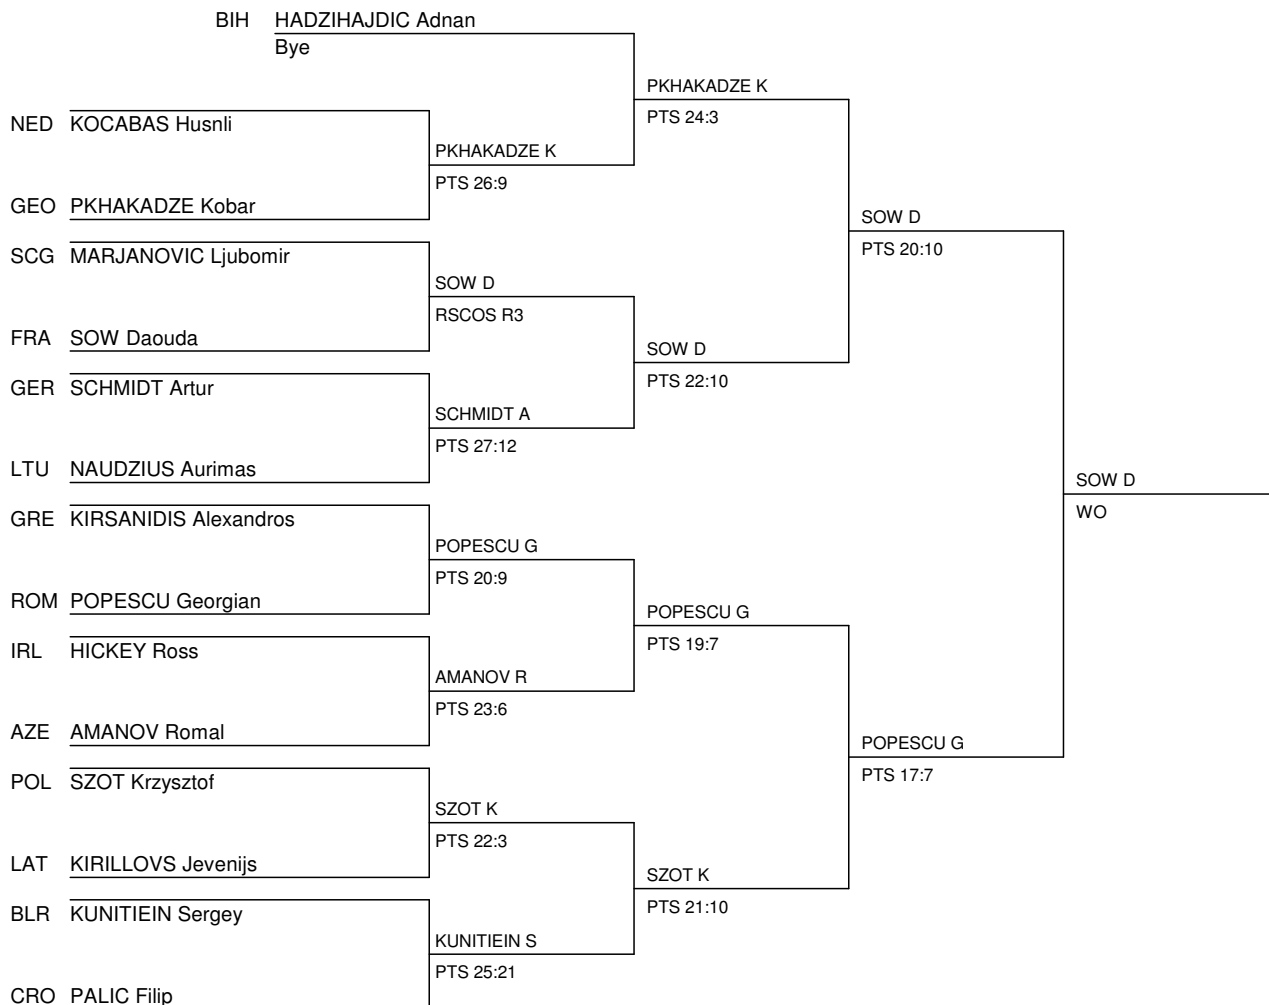 BIH HADZIHAJDIC Adnan
Bye
PKHAKADZE K
PTS 24:3
NED KOCABAS Husnli
PKHAKADZE K
PTS 26:9
GEO PKHAKADZE Kobar
SOW D
PTS 20:10
SCG MARJANOVIC Ljubomir
SOW D
RSCOS R3
FRA SOW Daouda
SOW D
PTS 22:10
GER SCHMIDT Artur
SCHMIDT A
PTS 27:12
LTU NAUDZIUS Aurimas
SOW D
WO
GRE KIRSANIDIS Alexandros
POPESCU G
PTS 20:9
ROM POPESCU Georgian
POPESCU G
PTS 19:7
IRL HICKEY Ross
AMANOV R
PTS 23:6
AZE AMANOV Romal
POPESCU G
PTS 17:7
POL SZOT Krzysztof
SZOT K
PTS 22:3
LAT KIRILLOVS Jevenijs
SZOT K
PTS 21:10
BLR KUNITIEIN Sergey
KUNITIEIN S
PTS 25:21
CRO PALIC Filip